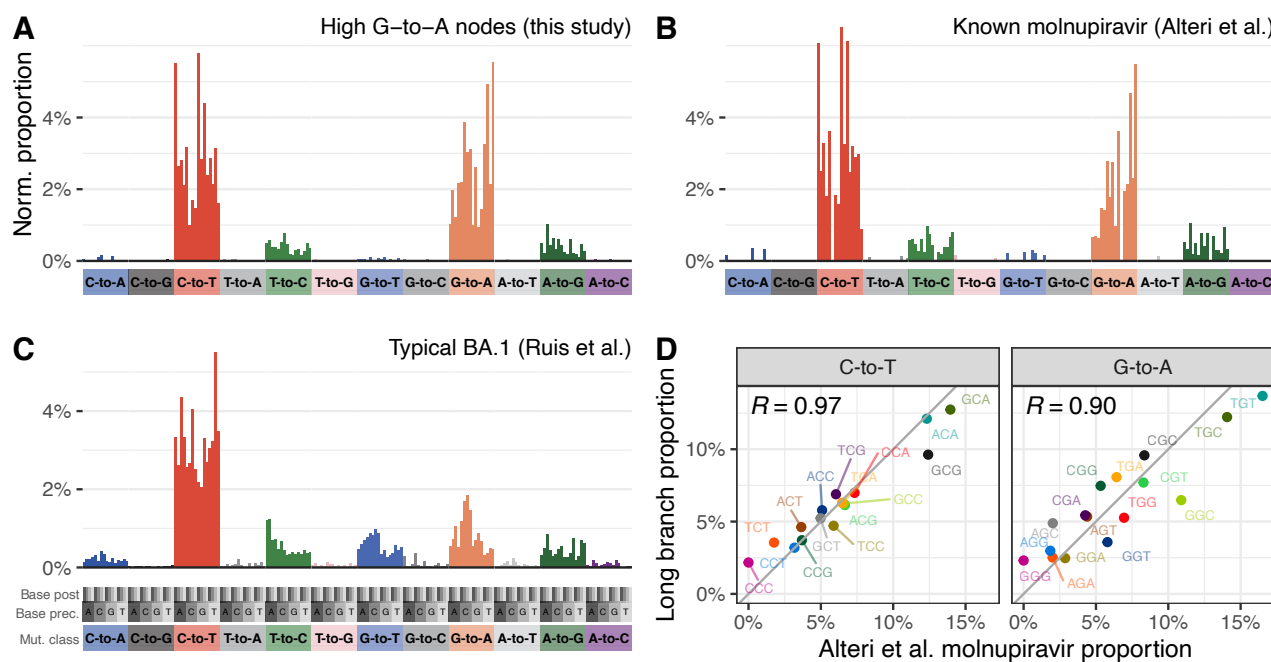 A
High G−to−A nodes (this study)
Norm. proportion
4%
2%
0%
C-to-A C-to-G C-to-T T-to-A T-to-C T-to-G G-to-T G-to-C G-to-A A-to-T A-to-G A-to-C
B
Known molnupiravir (Alteri et al.)
4%
2%
0%
C-to-A C-to-G C-to-T T-to-A T-to-C T-to-G G-to-T G-to-C G-to-A A-to-T A-to-G A-to-C
C
Typical BA.1 (Ruis et al.)
4%
2%
0%
Base post
Base prec. A C G T A C G T A C G T A C G T A C G T A C G T A C G T A C G T A C G T A C G T A C G T A C G T
Mut. class C-to-A C-to-G C-to-T T-to-A T-to-C T-to-G G-to-T G-to-C G-to-A A-to-T A-to-G A-to-C
D
Long branch proportion
10%
5%
0%
C-to-T
R = 0.97
GCA
ACA
TCG
CCA
GCG
ACC
TCA
GCC
ACT
ACG
TCT
GCT
TCC
CCT
CCG
CCC
0% 5% 10% 15%
G-to-A
R = 0.90
TGT
TGC
CGC
CGG
TGA
CGT
CGA
TGG
GGC
AGC
AGT
AGG
GGA
GGT
GGG
AGA
0% 5% 10% 15%
Alteri et al. molnupiravir proportion